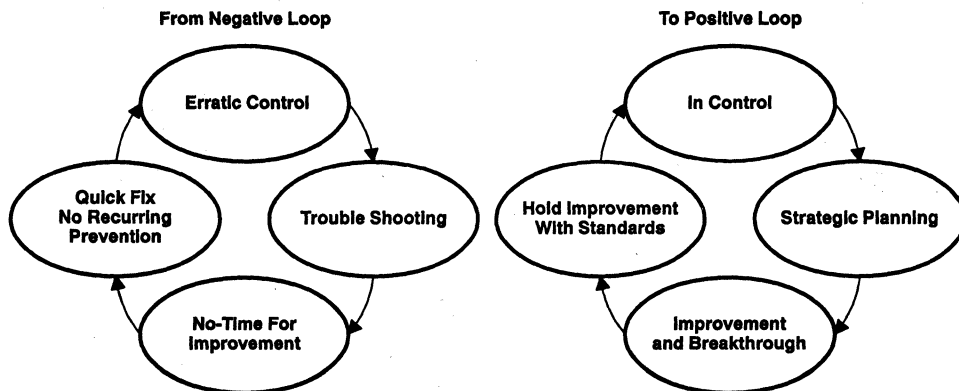 From Negative Loop
Erratic Control
Trouble Shooting
No-Time For
Improvement
Quick Fix
No Recurring
Prevention
To Positive Loop
In Control
Strategic Planning
Improvement
and Breakthrough
Hold Improvement
With Standards